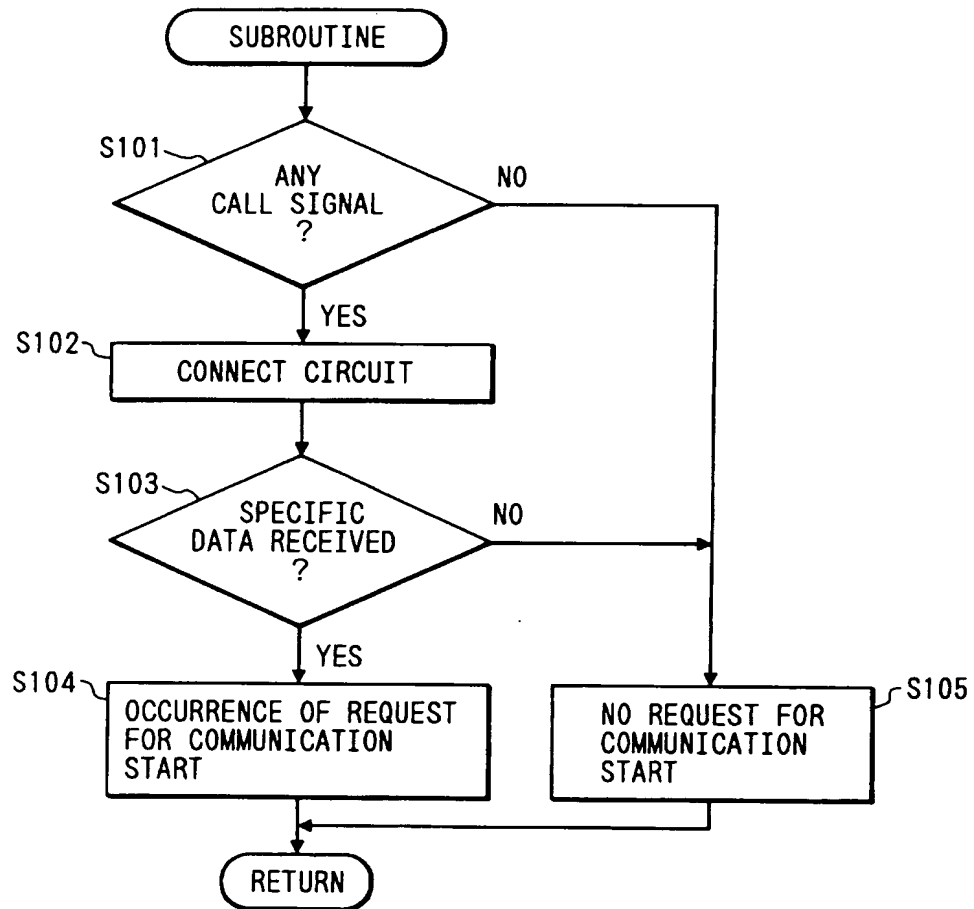 SUBROUTINE
S101
ANY
CALL SIGNAL
?
NO
YES
S102
CONNECT CIRCUIT
S103
SPECIFIC
DATA RECEIVED
?
NO
YES
S104
OCCURRENCE OF REQUEST
FOR COMMUNICATION
START
S105
NO REQUEST FOR
COMMUNICATION
START
RETURN